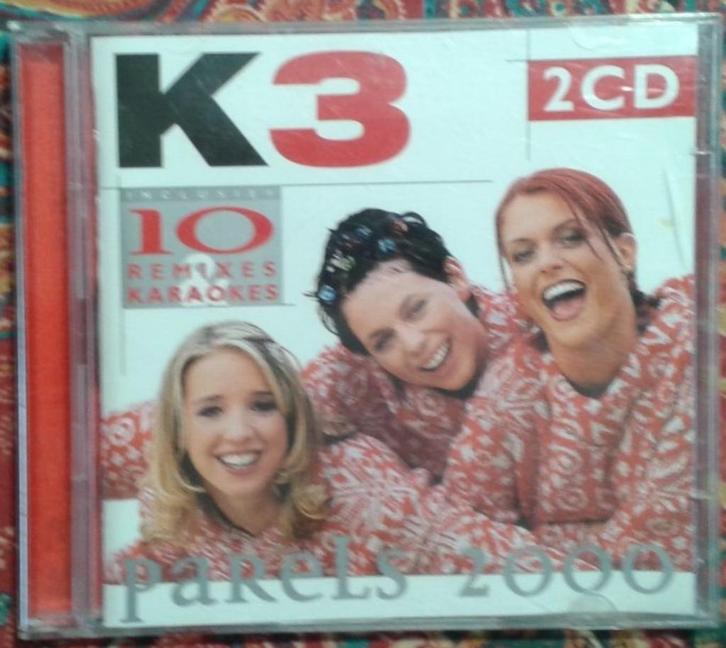 K3
2CD
INCLUSIEF
10
REMIXES
KARAOKES
PaRELS 2000